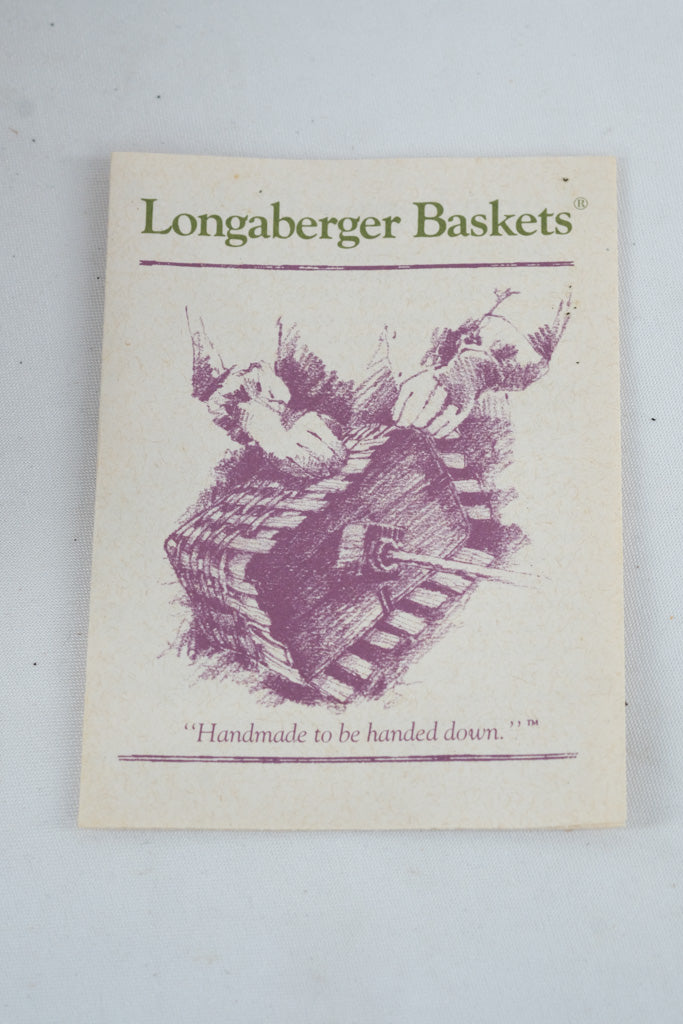 Longaberger Baskets®
“Handmade to be handed down.”™